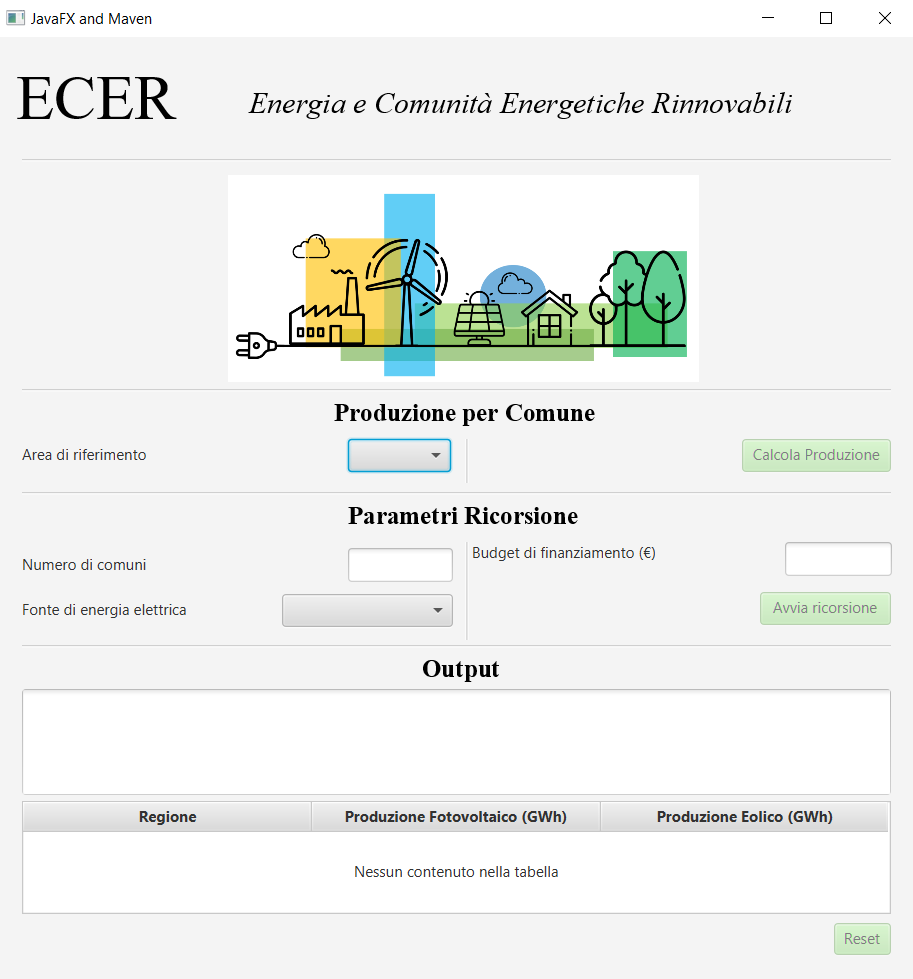 JavaFX and Maven
ECER
Energia e Comunità Energetiche Rinnovabili
Produzione per Comune
Area di riferimento
Calcola Produzione
Parametri Ricorsione
Numero di comuni
Budget di finanziamento (€)
Fonte di energia elettrica
Avvia ricorsione
Output
Regione Produzione Fotovoltaico (GWh) Produzione Eolico (GWh)
Nessun contenuto nella tabella
Reset